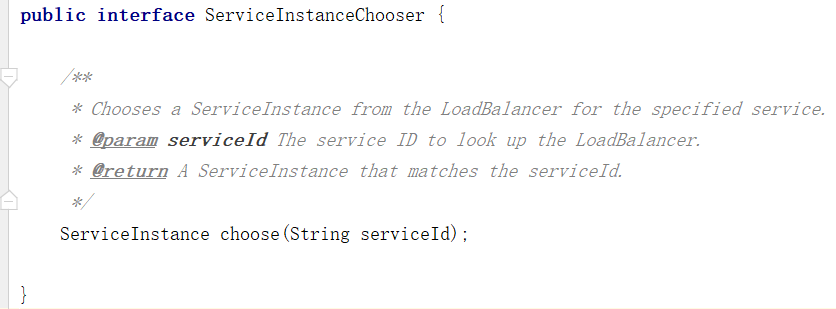 public interface ServiceInstanceChooser {
/**
* Chooses a ServiceInstance from the LoadBalancer for the specified service.
* @param serviceId The service ID to look up the LoadBalancer.
* @return A ServiceInstance that matches the serviceId.
*/
ServiceInstance choose(String serviceId);
}